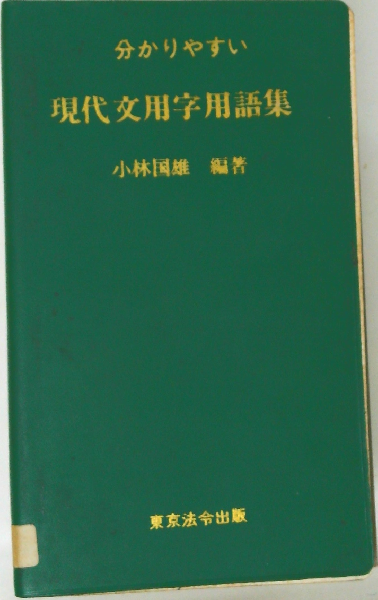 分かりやすい
現代文用字用語集
小林国雄 編著
東京法令出版